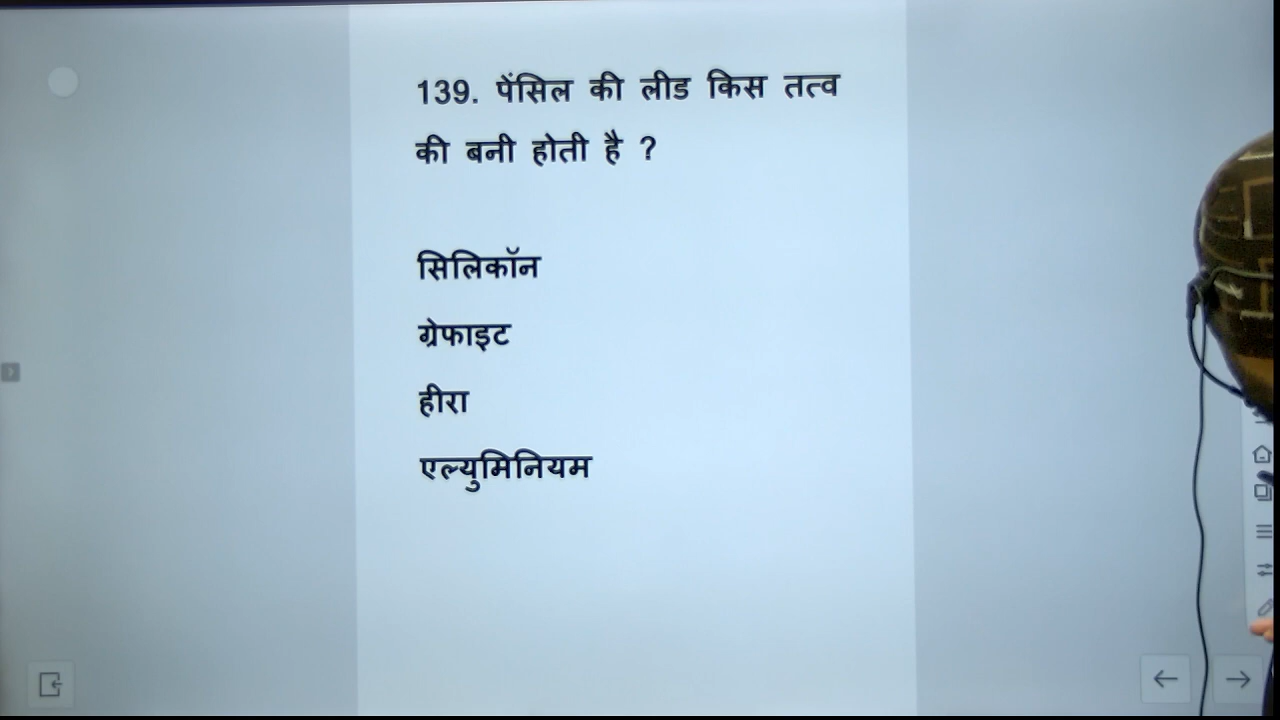 139. पेंसिल की लीड किस तत्व
की बनी होती है ?
सिलिकॉन
ग्रेफाइट
हीरा
एल्युमिनियम